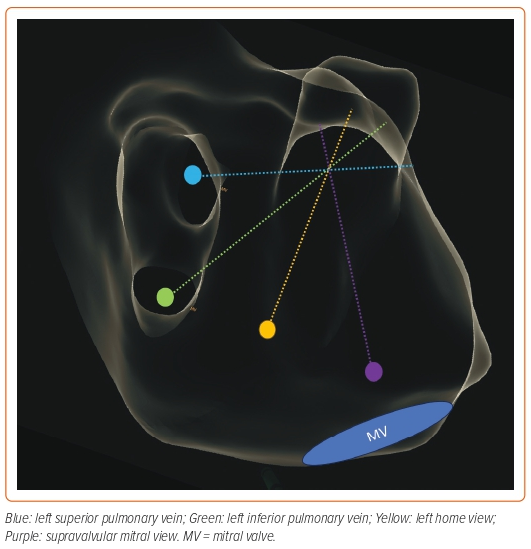 MV
Blue: left superior pulmonary vein; Green: left inferior pulmonary vein; Yellow: left home view;
Purple: supravalvular mitral view. MV = mitral valve.